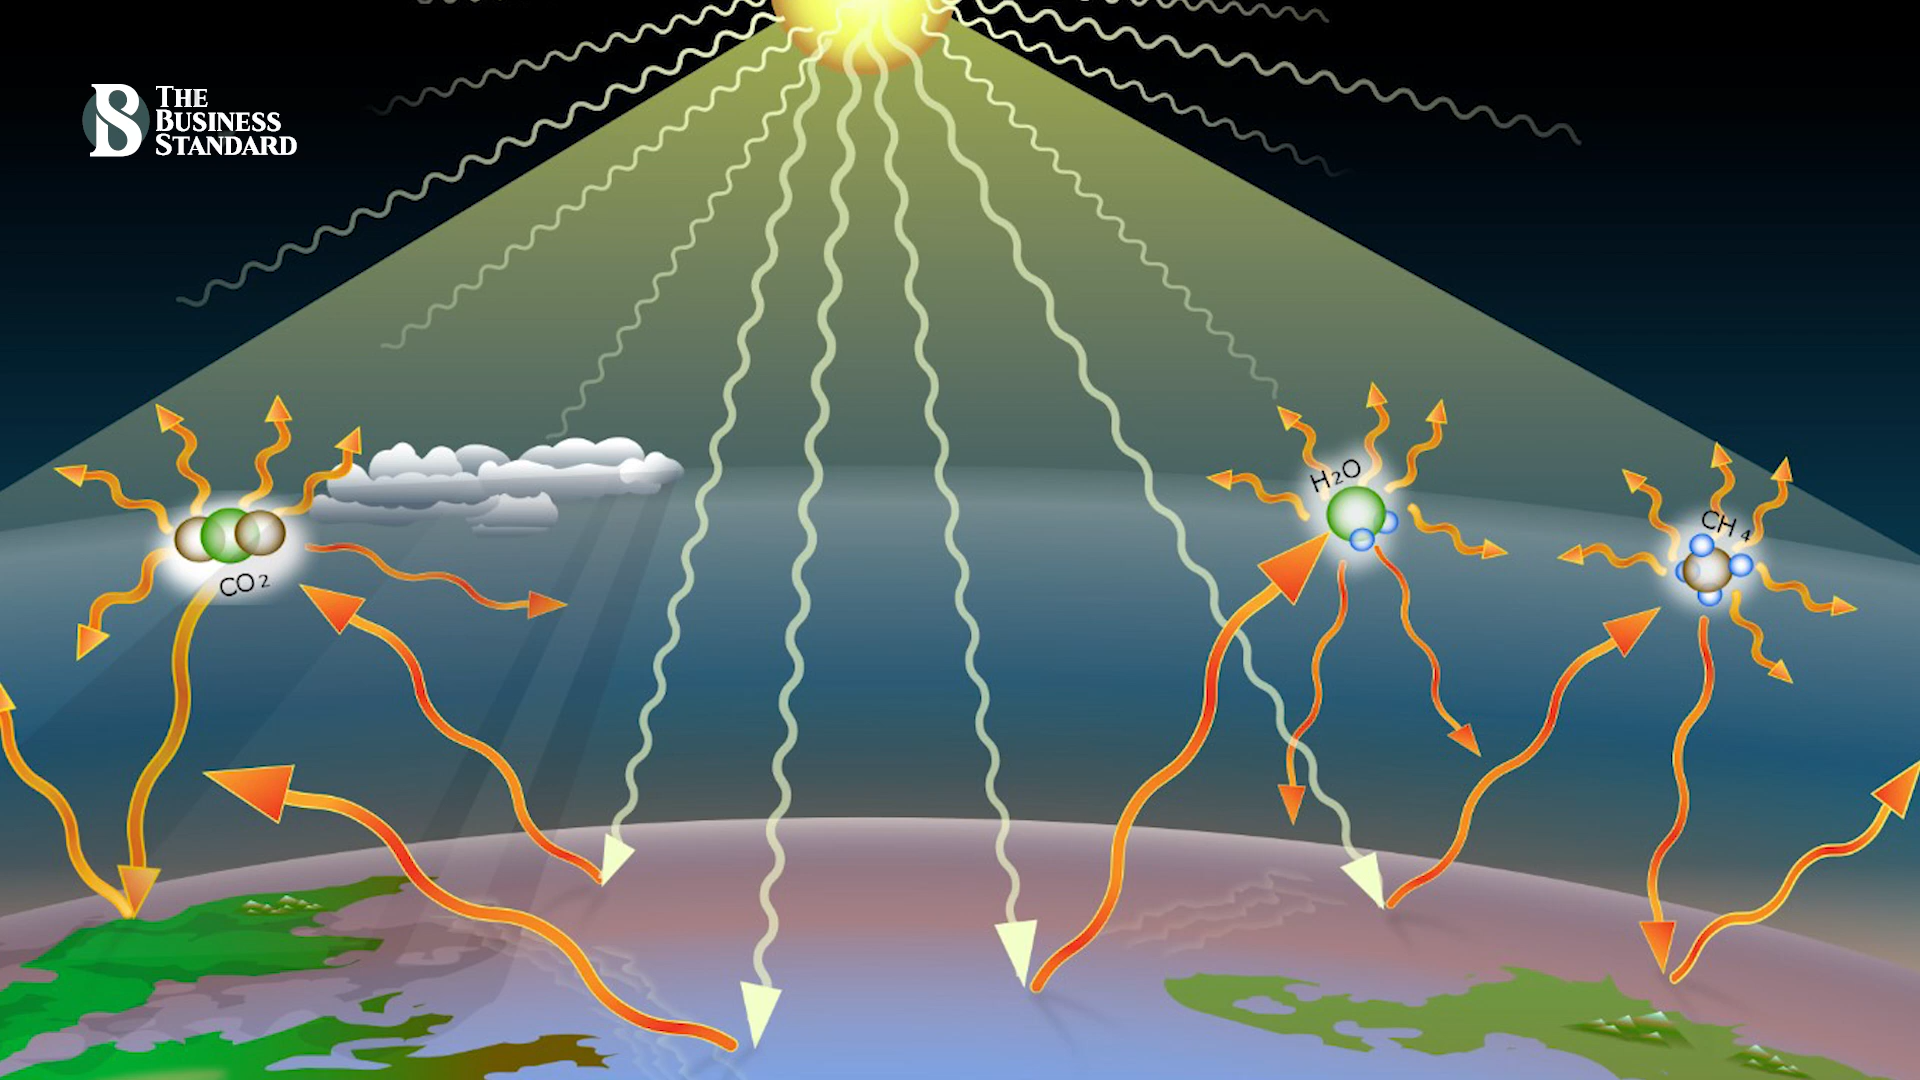 THE
BUSINESS
STANDARD
H2O
CH4
CO2